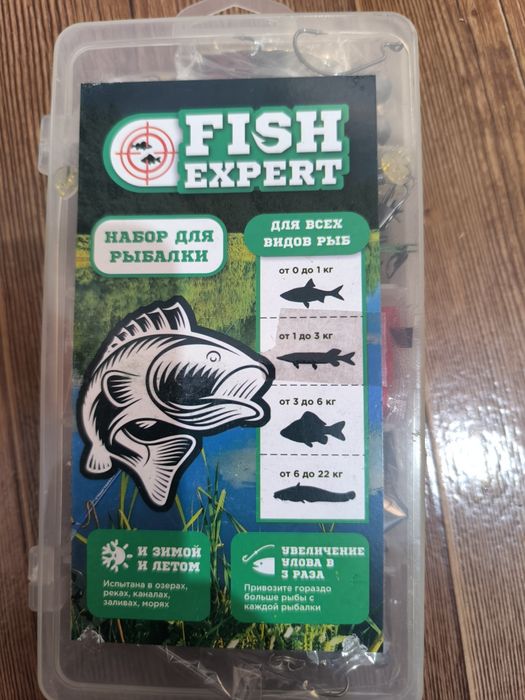 FISH
EXPERT
НАБОР ДЛЯ
РЫБАЛКИ
ДЛЯ ВСЕХ
ВИДОВ РЫБ
от 0 до 1 кг
от 1 до 3 кг
от 3 до 6 кг
от 6 до 22 кг
И ЗИМОЙ
И ЛЕТОМ
Испытана в озерах,
реках, каналах,
заливах, морях
УВЕЛИЧЕНИЕ
УЛОВА В
3 РАЗА
Привозите гораздо
больше рыбы с
каждой рыбалки